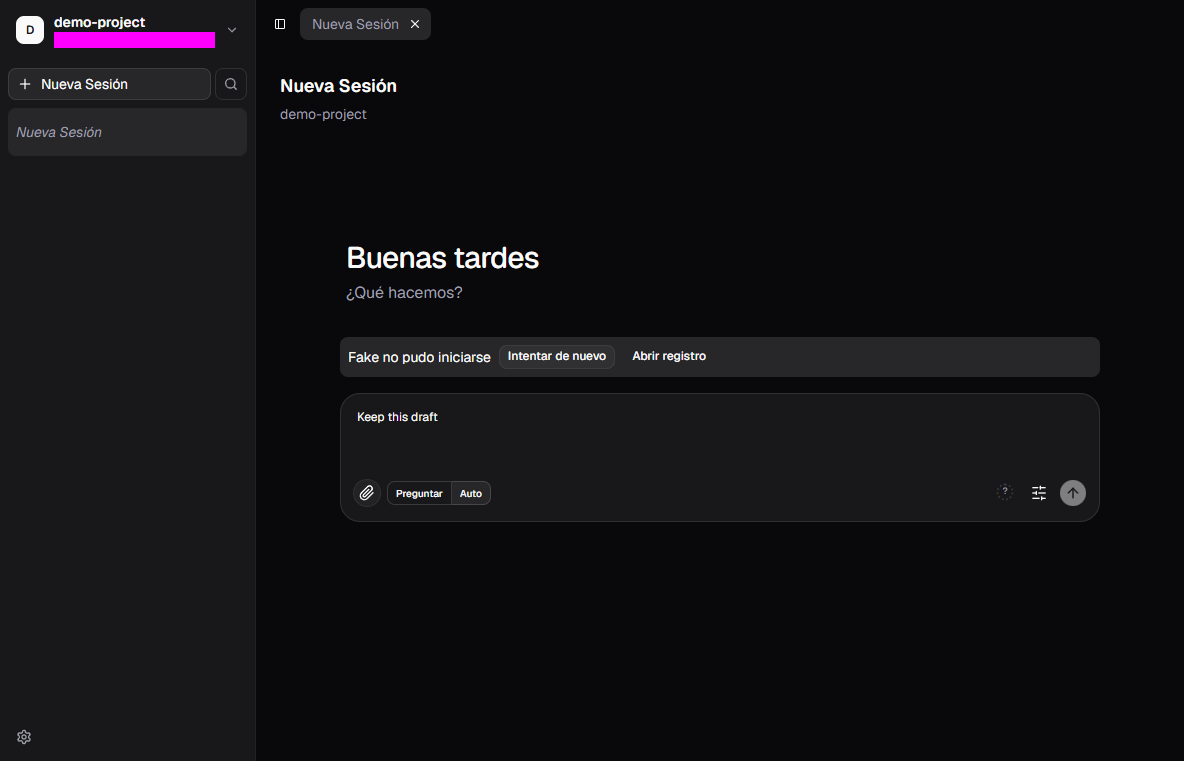 D
demo-project
Nueva Sesión
Nueva Sesión
Nueva Sesión
Nueva Sesión
demo-project
Buenas tardes
¿Qué hacemos?
Fake no pudo iniciarse Intentar de nuevo Abrir registro
Keep this draft
Preguntar Auto ?